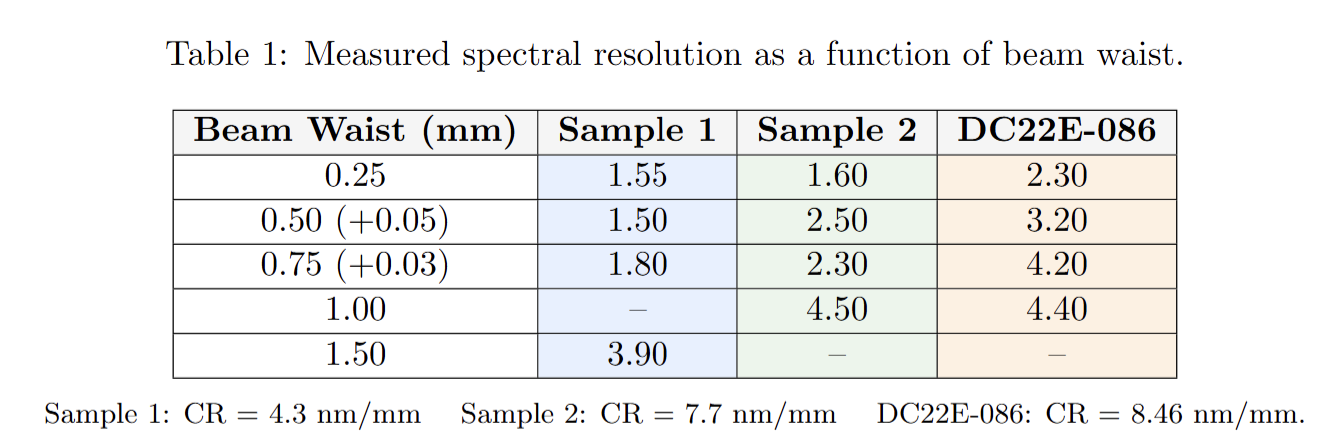 Table 1: Measured spectral resolution as a function of beam waist.
Beam Waist (mm) Sample 1 Sample 2 DC22E-086
0.25 1.55 1.60 2.30
0.50 (+0.05) 1.50 2.50 3.20
0.75 (+0.03) 1.80 2.30 4.20
1.00 – 4.50 4.40
1.50 3.90 – –
Sample 1: CR = 4.3 nm/mm Sample 2: CR = 7.7 nm/mm DC22E-086: CR = 8.46 nm/mm.